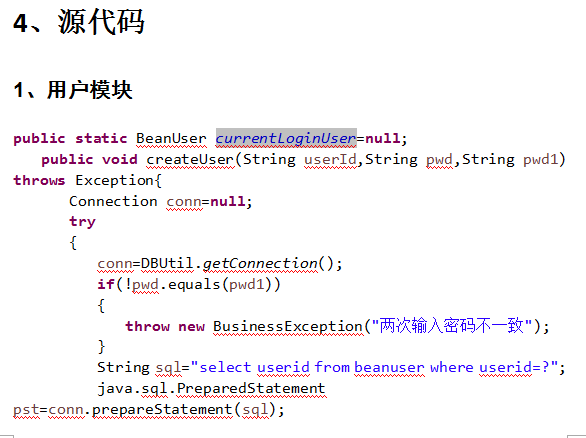 4、源代码
1、用户模块
public static BeanUser currentLoginUser=null;
public void createUser(String userId,String pwd,String pwd1)
throws Exception{
Connection conn=null;
try
{
conn=DBUtil.getConnection();
if(!pwd.equals(pwd1))
{
throw new BusinessException("两次输入密码不一致");
}
String sql="select userid from beanuser where userid=?";
java.sql.PreparedStatement
pst=conn.prepareStatement(sql);